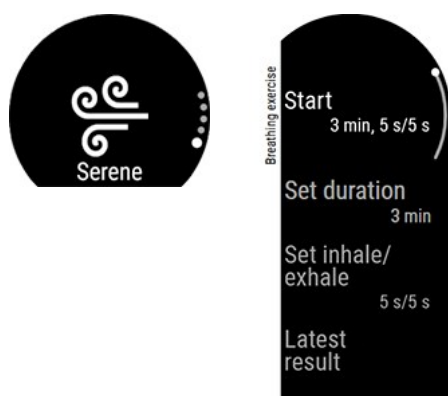 Serene
Breathing exercise
Start
3 min, 5 s/5 s
Set duration
3 min
Set inhale/
exhale
5 s/5 s
Latest
result